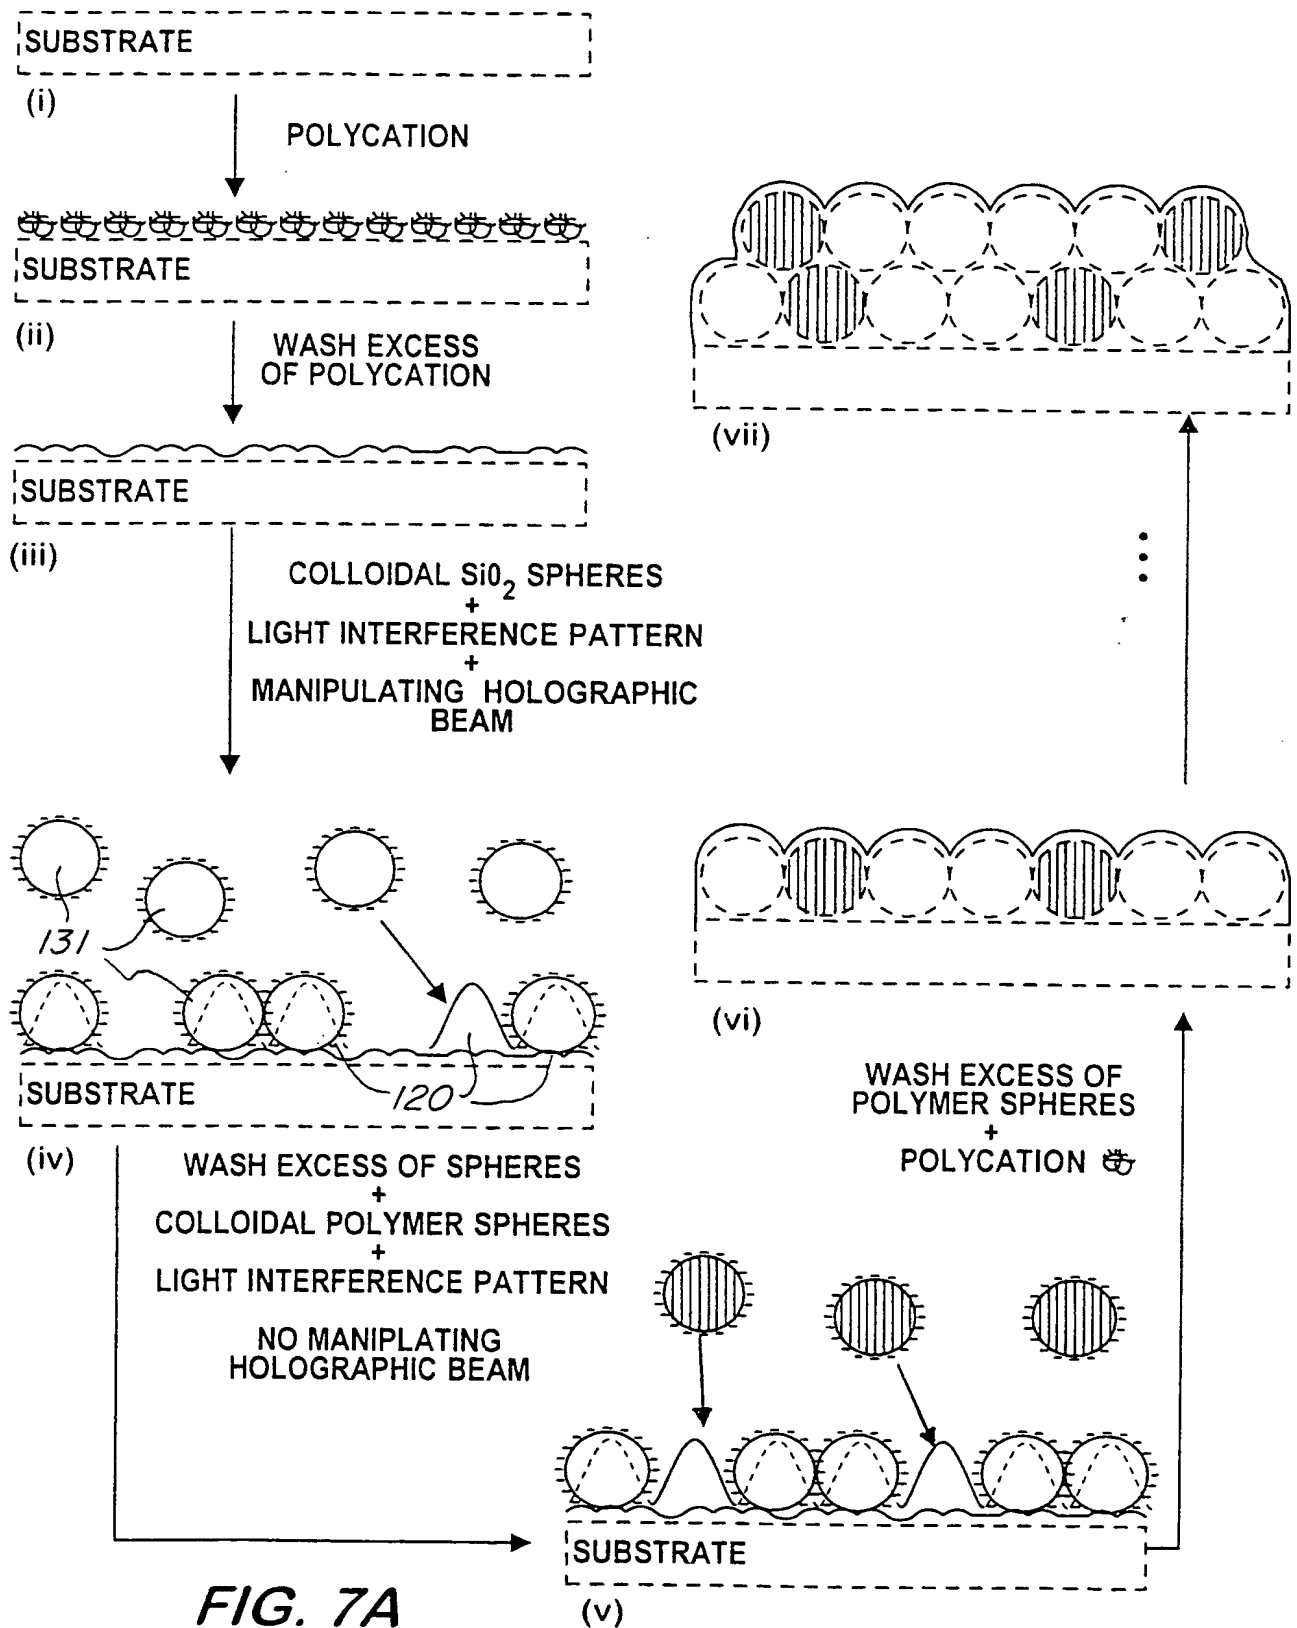 SUBSTRATE
(i)
POLYCATION
SUBSTRATE
(ii)
WASH EXCESS
OF POLYCATION
SUBSTRATE
(iii)
COLLOIDAL SiO2 SPHERES
+
LIGHT INTERFERENCE PATTERN
+
MANIPULATING HOLOGRAPHIC
BEAM
131
120
SUBSTRATE
(iv)
WASH EXCESS OF SPHERES
+
COLLOIDAL POLYMER SPHERES
+
LIGHT INTERFERENCE PATTERN
NO MANIPLATING
HOLOGRAPHIC BEAM
SUBSTRATE
(v)
WASH EXCESS OF
POLYMER SPHERES
+
POLYCATION
(vi)
(vii)
FIG. 7A